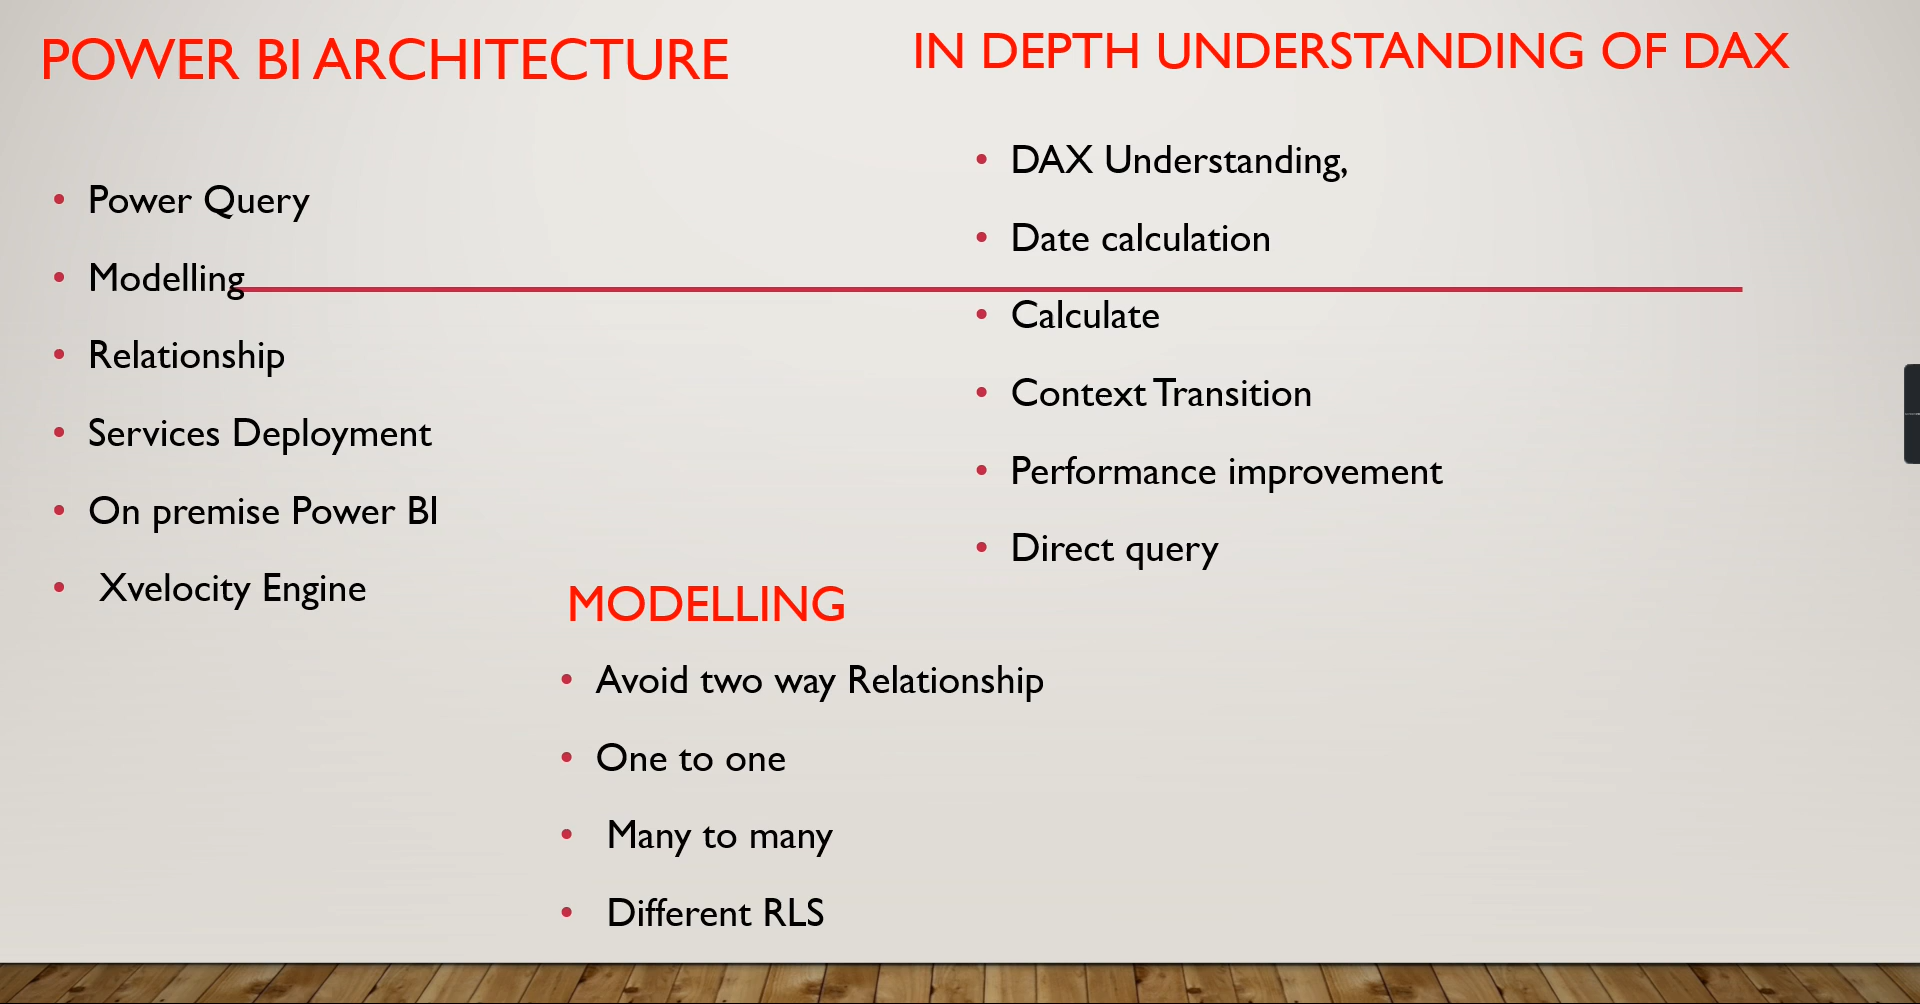 POWER BI ARCHITECTURE
Power Query
Modelling
Relationship
Services Deployment
On premise Power BI
Xvelocity Engine
IN DEPTH UNDERSTANDING OF DAX
DAX Understanding,
Date calculation
Calculate
Context Transition
Performance improvement
Direct query
MODELLING
Avoid two way Relationship
One to one
Many to many
Different RLS